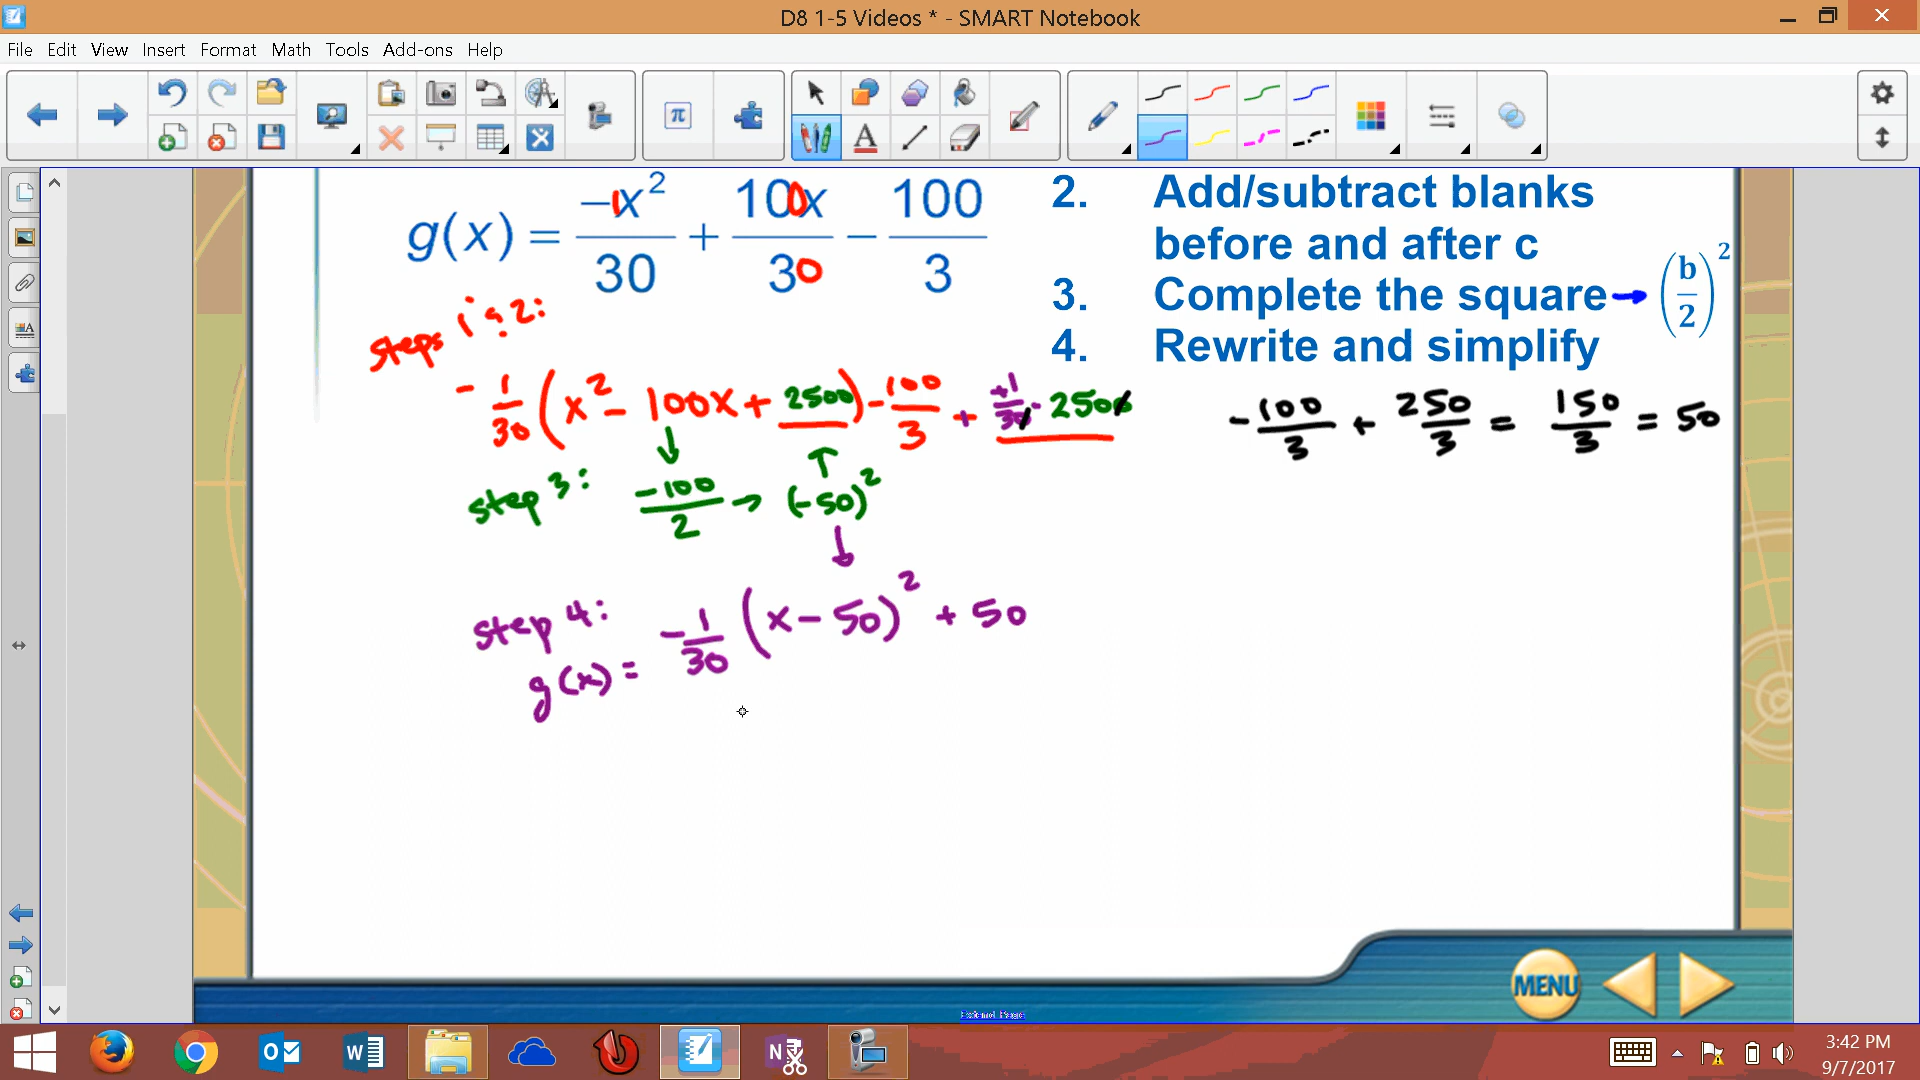 D8 1-5 Videos * - SMART Notebook
File Edit View Insert Format Math Tools Add-ons Help
π
A
g(x) = -1x²/30 + 100x/30 - 100/3
2. Add/subtract blanks
before and after c
3. Complete the square → (b/2)²
4. Rewrite and simplify
steps 1 & 2:
-1/30 (x² - 100x + 2500) - 100/3 + +1/30 · 2500
-100/3 + 250/3 = 150/3 = 50
step 3: -100/2 → (-50)²
step 4:
g(x) = -1/30 (x - 50)² + 50
MENU
Extend Page
3:42 PM
9/7/2017